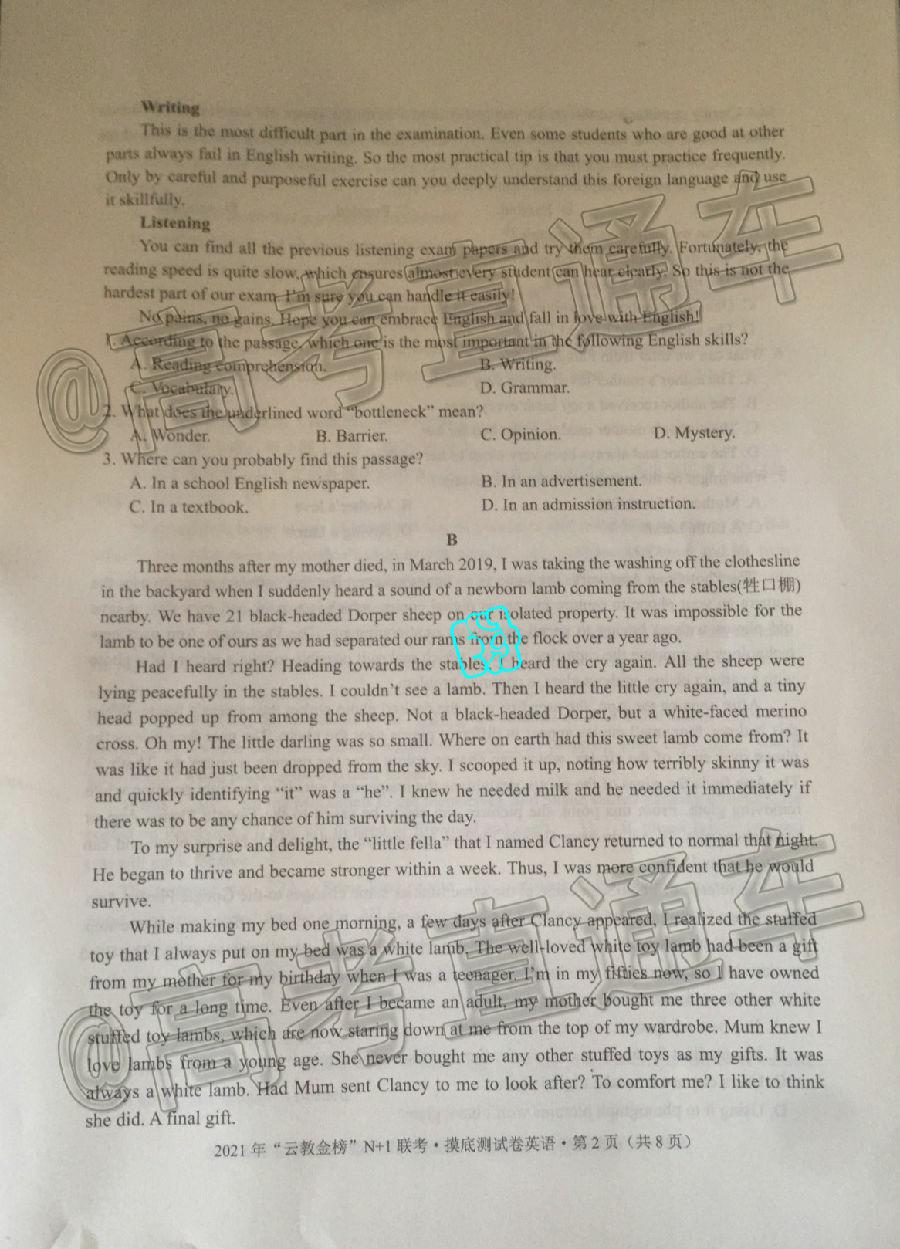 Writing
This is the most difficult part in the examination. Even some students who are good at other
parts always fail in English writing. So the most practical tip is that you must practice frequently.
Only by careful and purposeful exercise can you deeply understand this foreign language and use
it skillfully.
Listening
You can find all the previous listening exam papers and try them carefully. Fortunately, the
reading speed is quite slow, which ensures almost every student can hear clearly. So this is not the
hardest part of our exam. I'm sure you can handle it easily!
No pains, no gains. Hope you can embrace English and fall in love with English!
1. According to the passage, which one is the most important in the following English skills?
A. Reading comprehension. B. Writing.
C. Vocabulary. D. Grammar.
2. What does the underlined word “bottleneck” mean?
A. Wonder. B. Barrier. C. Opinion. D. Mystery.
3. Where can you probably find this passage?
A. In a school English newspaper. B. In an advertisement.
C. In a textbook. D. In an admission instruction.
B
Three months after my mother died, in March 2019, I was taking the washing off the clothesline
in the backyard when I suddenly heard a sound of a newborn lamb coming from the stables(牲口棚)
nearby. We have 21 black-headed Dorper sheep on our isolated property. It was impossible for the
lamb to be one of ours as we had separated our rams from the flock over a year ago.
Had I heard right? Heading towards the stables, I heard the cry again. All the sheep were
lying peacefully in the stables. I couldn't see a lamb. Then I heard the little cry again, and a tiny
head popped up from among the sheep. Not a black-headed Dorper, but a white-faced merino
cross. Oh my! The little darling was so small. Where on earth had this sweet lamb come from? It
was like it had just been dropped from the sky. I scooped it up, noting how terribly skinny it was
and quickly identifying “it” was a “he”. I knew he needed milk and he needed it immediately if
there was to be any chance of him surviving the day.
To my surprise and delight, the “little fella” that I named Clancy returned to normal that night.
He began to thrive and became stronger within a week. Thus, I was more confident that he would
survive.
While making my bed one morning, a few days after Clancy appeared, I realized the stuffed
toy that I always put on my bed was a white lamb. The well-loved white toy lamb had been a gift
from my mother for my birthday when I was a teenager. I'm in my fifties now, so I have owned
the toy for a long time. Even after I became an adult, my mother bought me three other white
stuffed toy lambs, which are now staring down at me from the top of my wardrobe. Mum knew I
love lambs from a young age. She never bought me any other stuffed toys as my gifts. It was
always a white lamb. Had Mum sent Clancy to me to look after? To comfort me? I like to think
she did. A final gift.
2021年“云教金榜”N+1联考·摸底测试卷英语·第2页（共8页）
@高考直通车
@高考直通车